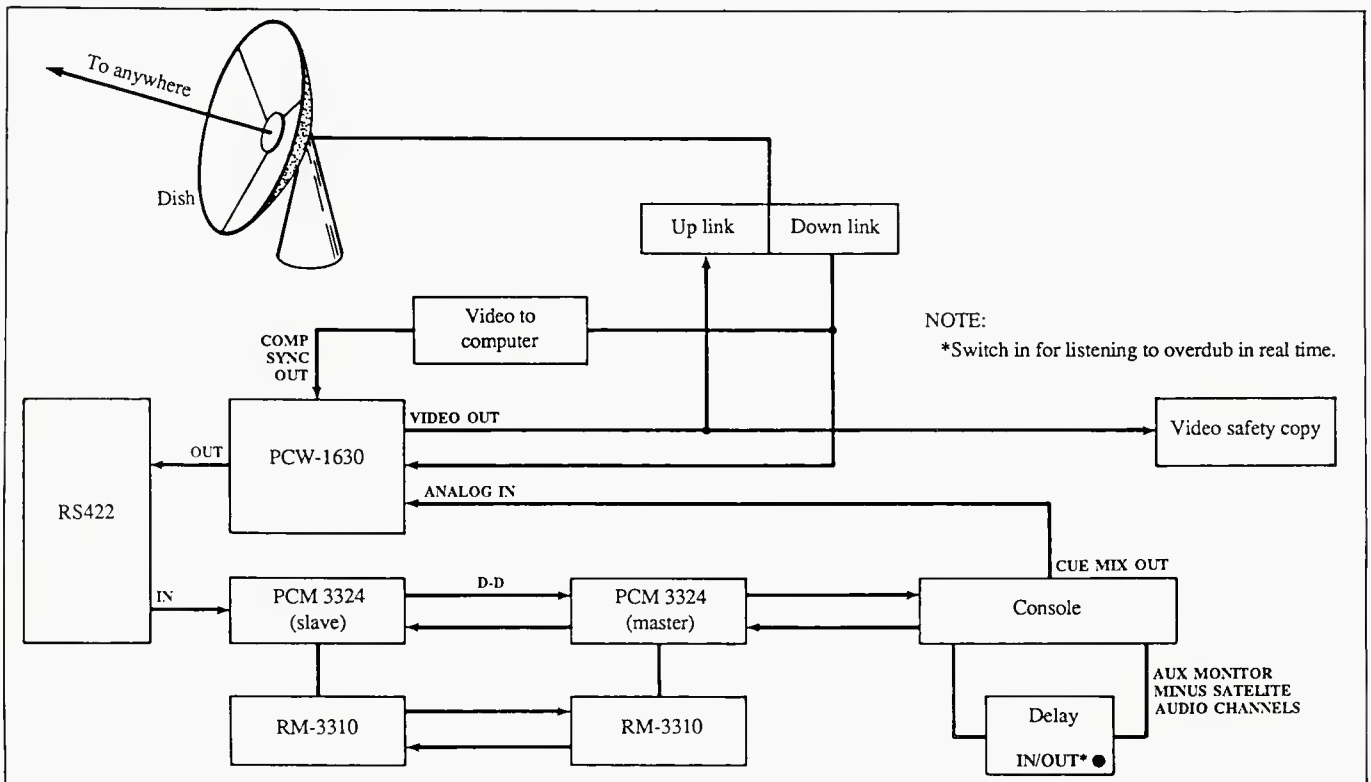 To anywhere
Dish
Up link
Down link
Video to
computer
NOTE:
*Switch in for listening to overdub in real time.
COMP
SYNC
OUT
VIDEO OUT
Video safety copy
PCW-1630
OUT
ANALOG IN
RS422
CUE MIX OUT
IN
PCM 3324
(slave)
D-D
PCM 3324
(master)
Console
AUX MONITOR
MINUS SATELITE
AUDIO CHANNELS
RM-3310
RM-3310
Delay
IN/OUT*